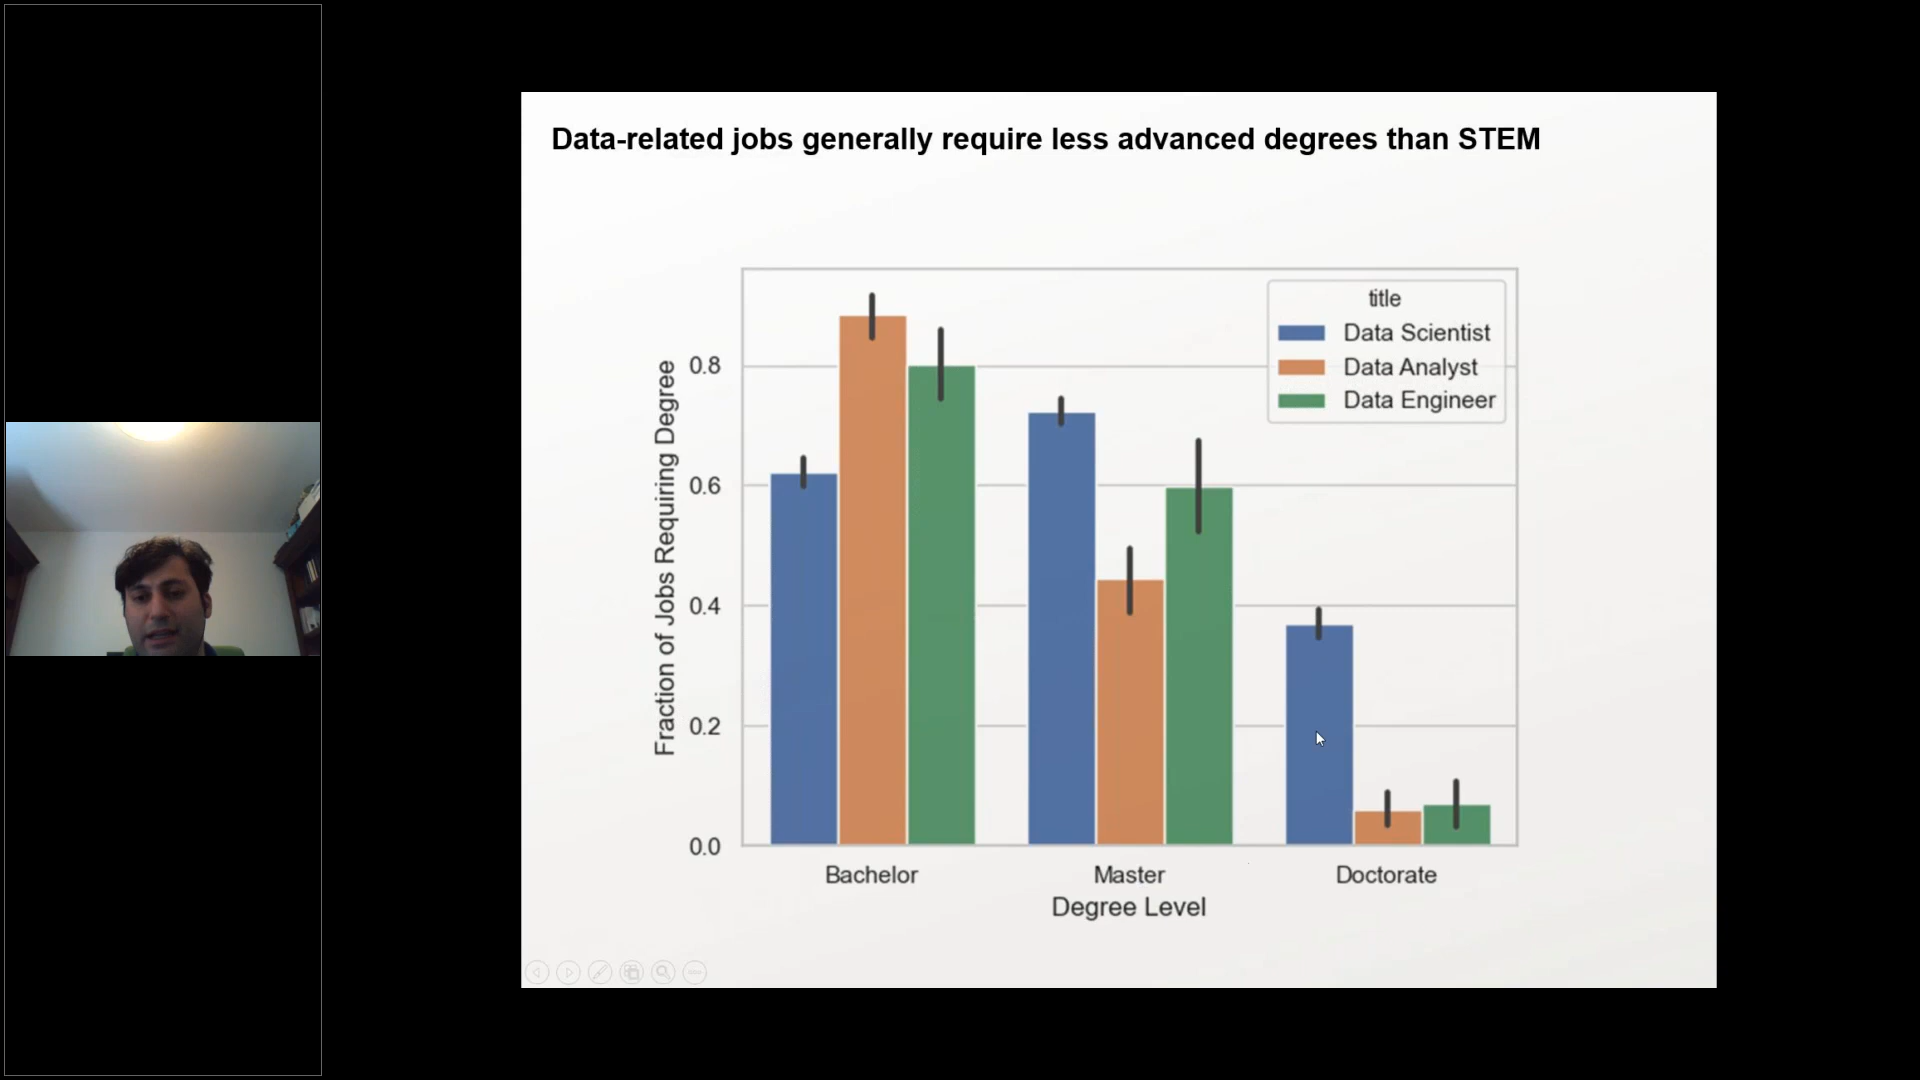 Data-related jobs generally require less advanced degrees than STEM
title
Data Scientist
Data Analyst
Data Engineer
Fraction of Jobs Requiring Degree
0.8
0.6
0.4
0.2
0.0
Bachelor
Master
Doctorate
Degree Level